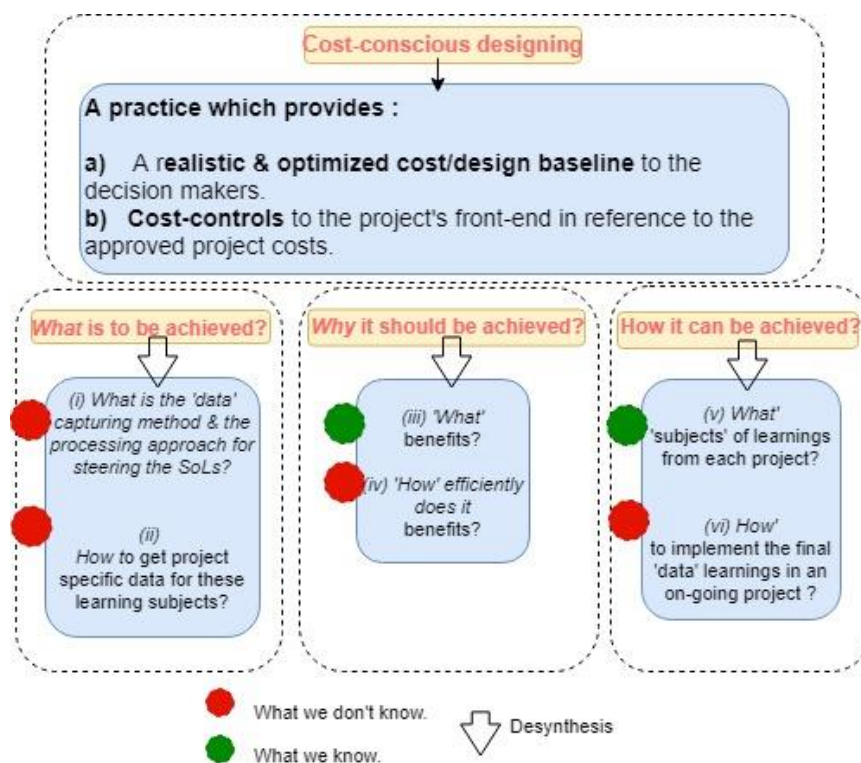 Cost-conscious designing
A practice which provides :
a) A realistic & optimized cost/design baseline to the
decision makers.
b) Cost-controls to the project's front-end in reference to the
approved project costs.
What is to be achieved?
(i) What is the 'data'
capturing method & the
processing approach for
steering the SoLs?
(ii)
How to get project
specific data for these
learning subjects?
Why it should be achieved?
(iii) 'What'
benefits?
(iv) 'How' efficiently
does it
benefits?
How it can be achieved?
(v) What'
'subjects' of learnings
from each project?
(vi) How'
to implement the final
'data' learnings in an
on-going project ?
What we don't know.
What we know.
Desynthesis